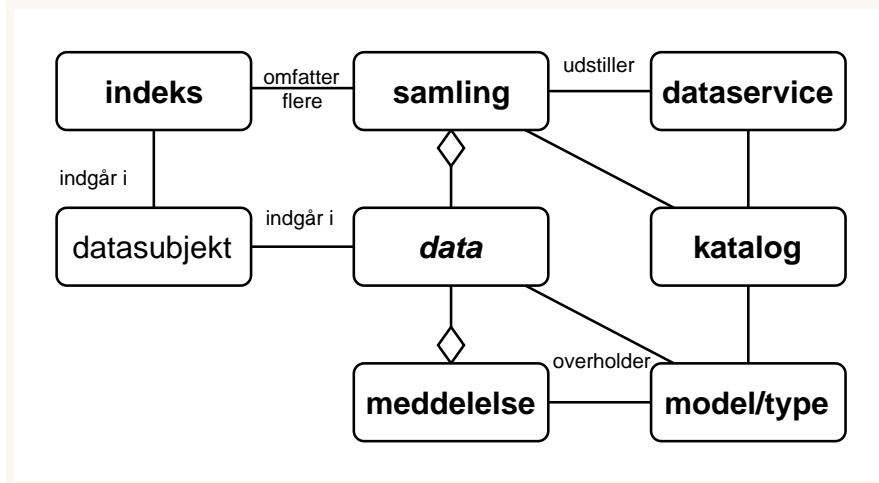 indeks
omfatter
flere
samling
udstiller
dataservice
indgår i
datasubjekt
indgår i
data
katalog
meddelelse
overholder
model/type